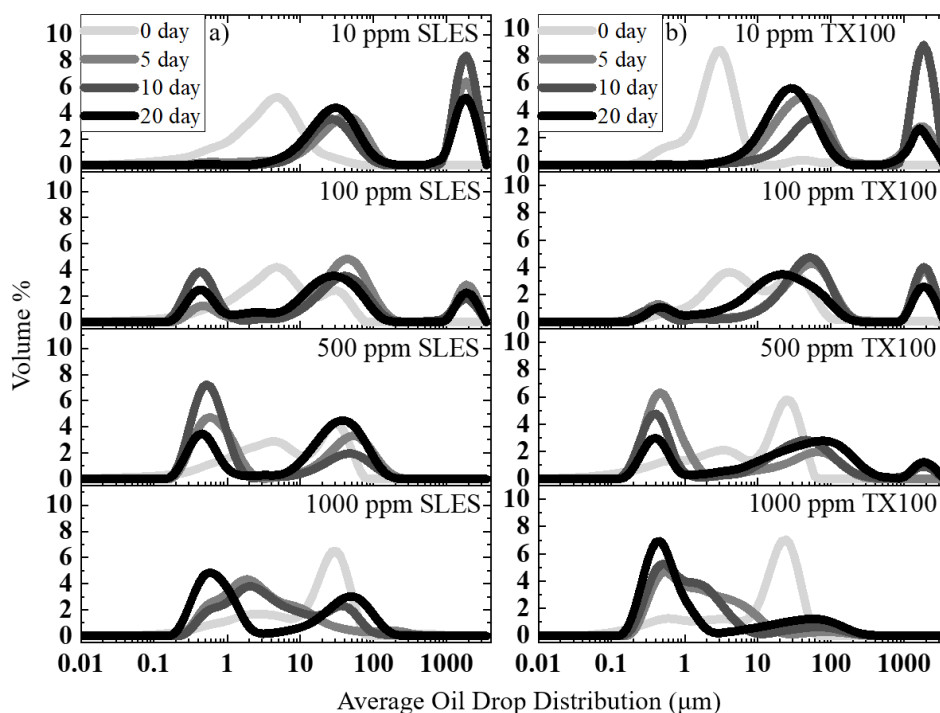 a)
10 ppm SLES
0 day
5 day
10 day
20 day
10
8
6
4
2
0
b)
10 ppm TX100
0 day
5 day
10 day
20 day
10
8
6
4
2
0
100 ppm SLES
10
8
6
4
2
0
100 ppm TX100
10
8
6
4
2
0
500 ppm SLES
10
8
6
4
2
0
500 ppm TX100
10
8
6
4
2
0
1000 ppm SLES
10
8
6
4
2
0
1000 ppm TX100
10
8
6
4
2
0
Volume %
0.01 0.1 1 10 100 1000
0.01 0.1 1 10 100 1000
Average Oil Drop Distribution (μm)